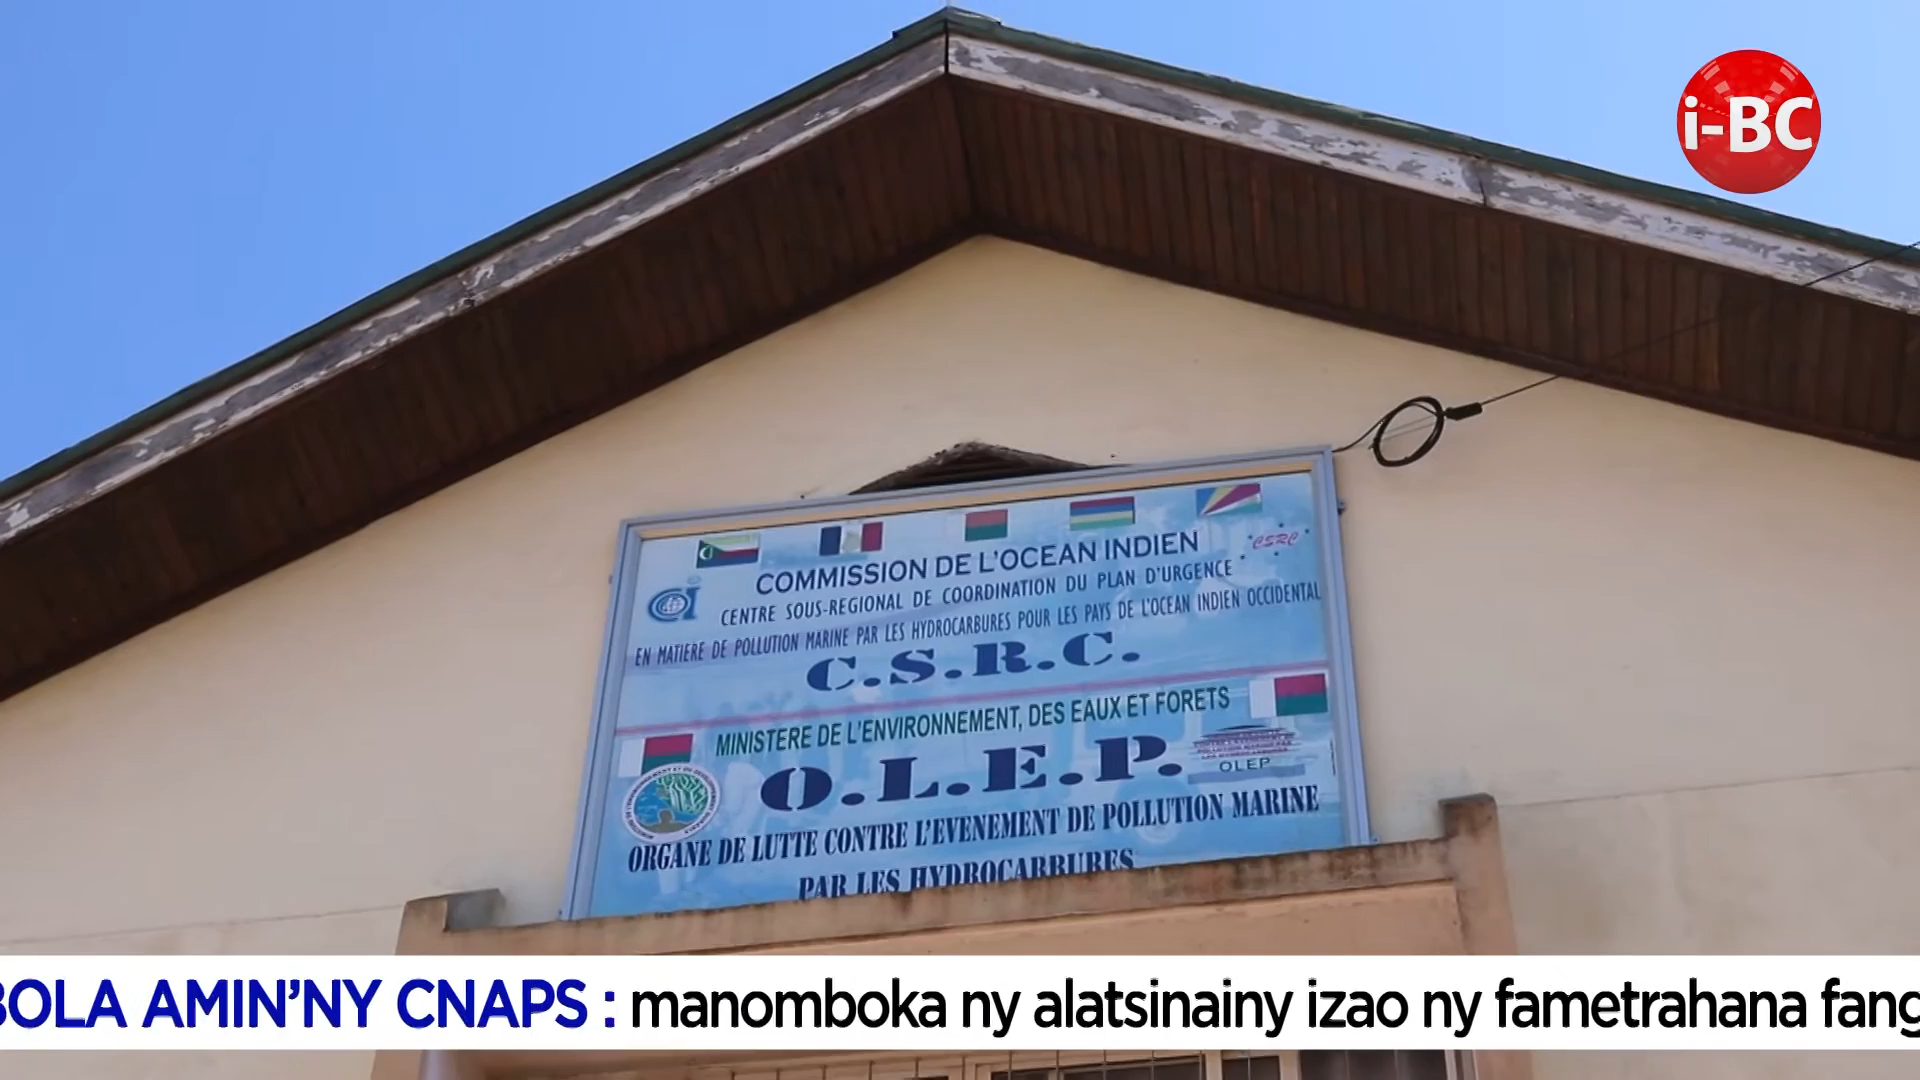 i-BC
COMMISSION DE L'OCEAN INDIEN
CSRC
CENTRE SOUS-REGIONAL DE COORDINATION DU PLAN D'URGENCE
EN MATIERE DE POLLUTION MARINE PAR LES HYDROCARBURES POUR LES PAYS DE L'OCEAN INDIEN OCCIDENTAL
C.S.R.C.
MINISTERE DE L'ENVIRONNEMENT, DES EAUX ET FORETS
O.L.E.P.
OLEP
ORGANE DE LUTTE CONTRE L'EVENEMENT DE POLLUTION MARINE
PAR LES HYDROCARBURES
BOLA AMIN'NY CNAPS : manomboka ny alatsinainy izao ny fametrahana fang